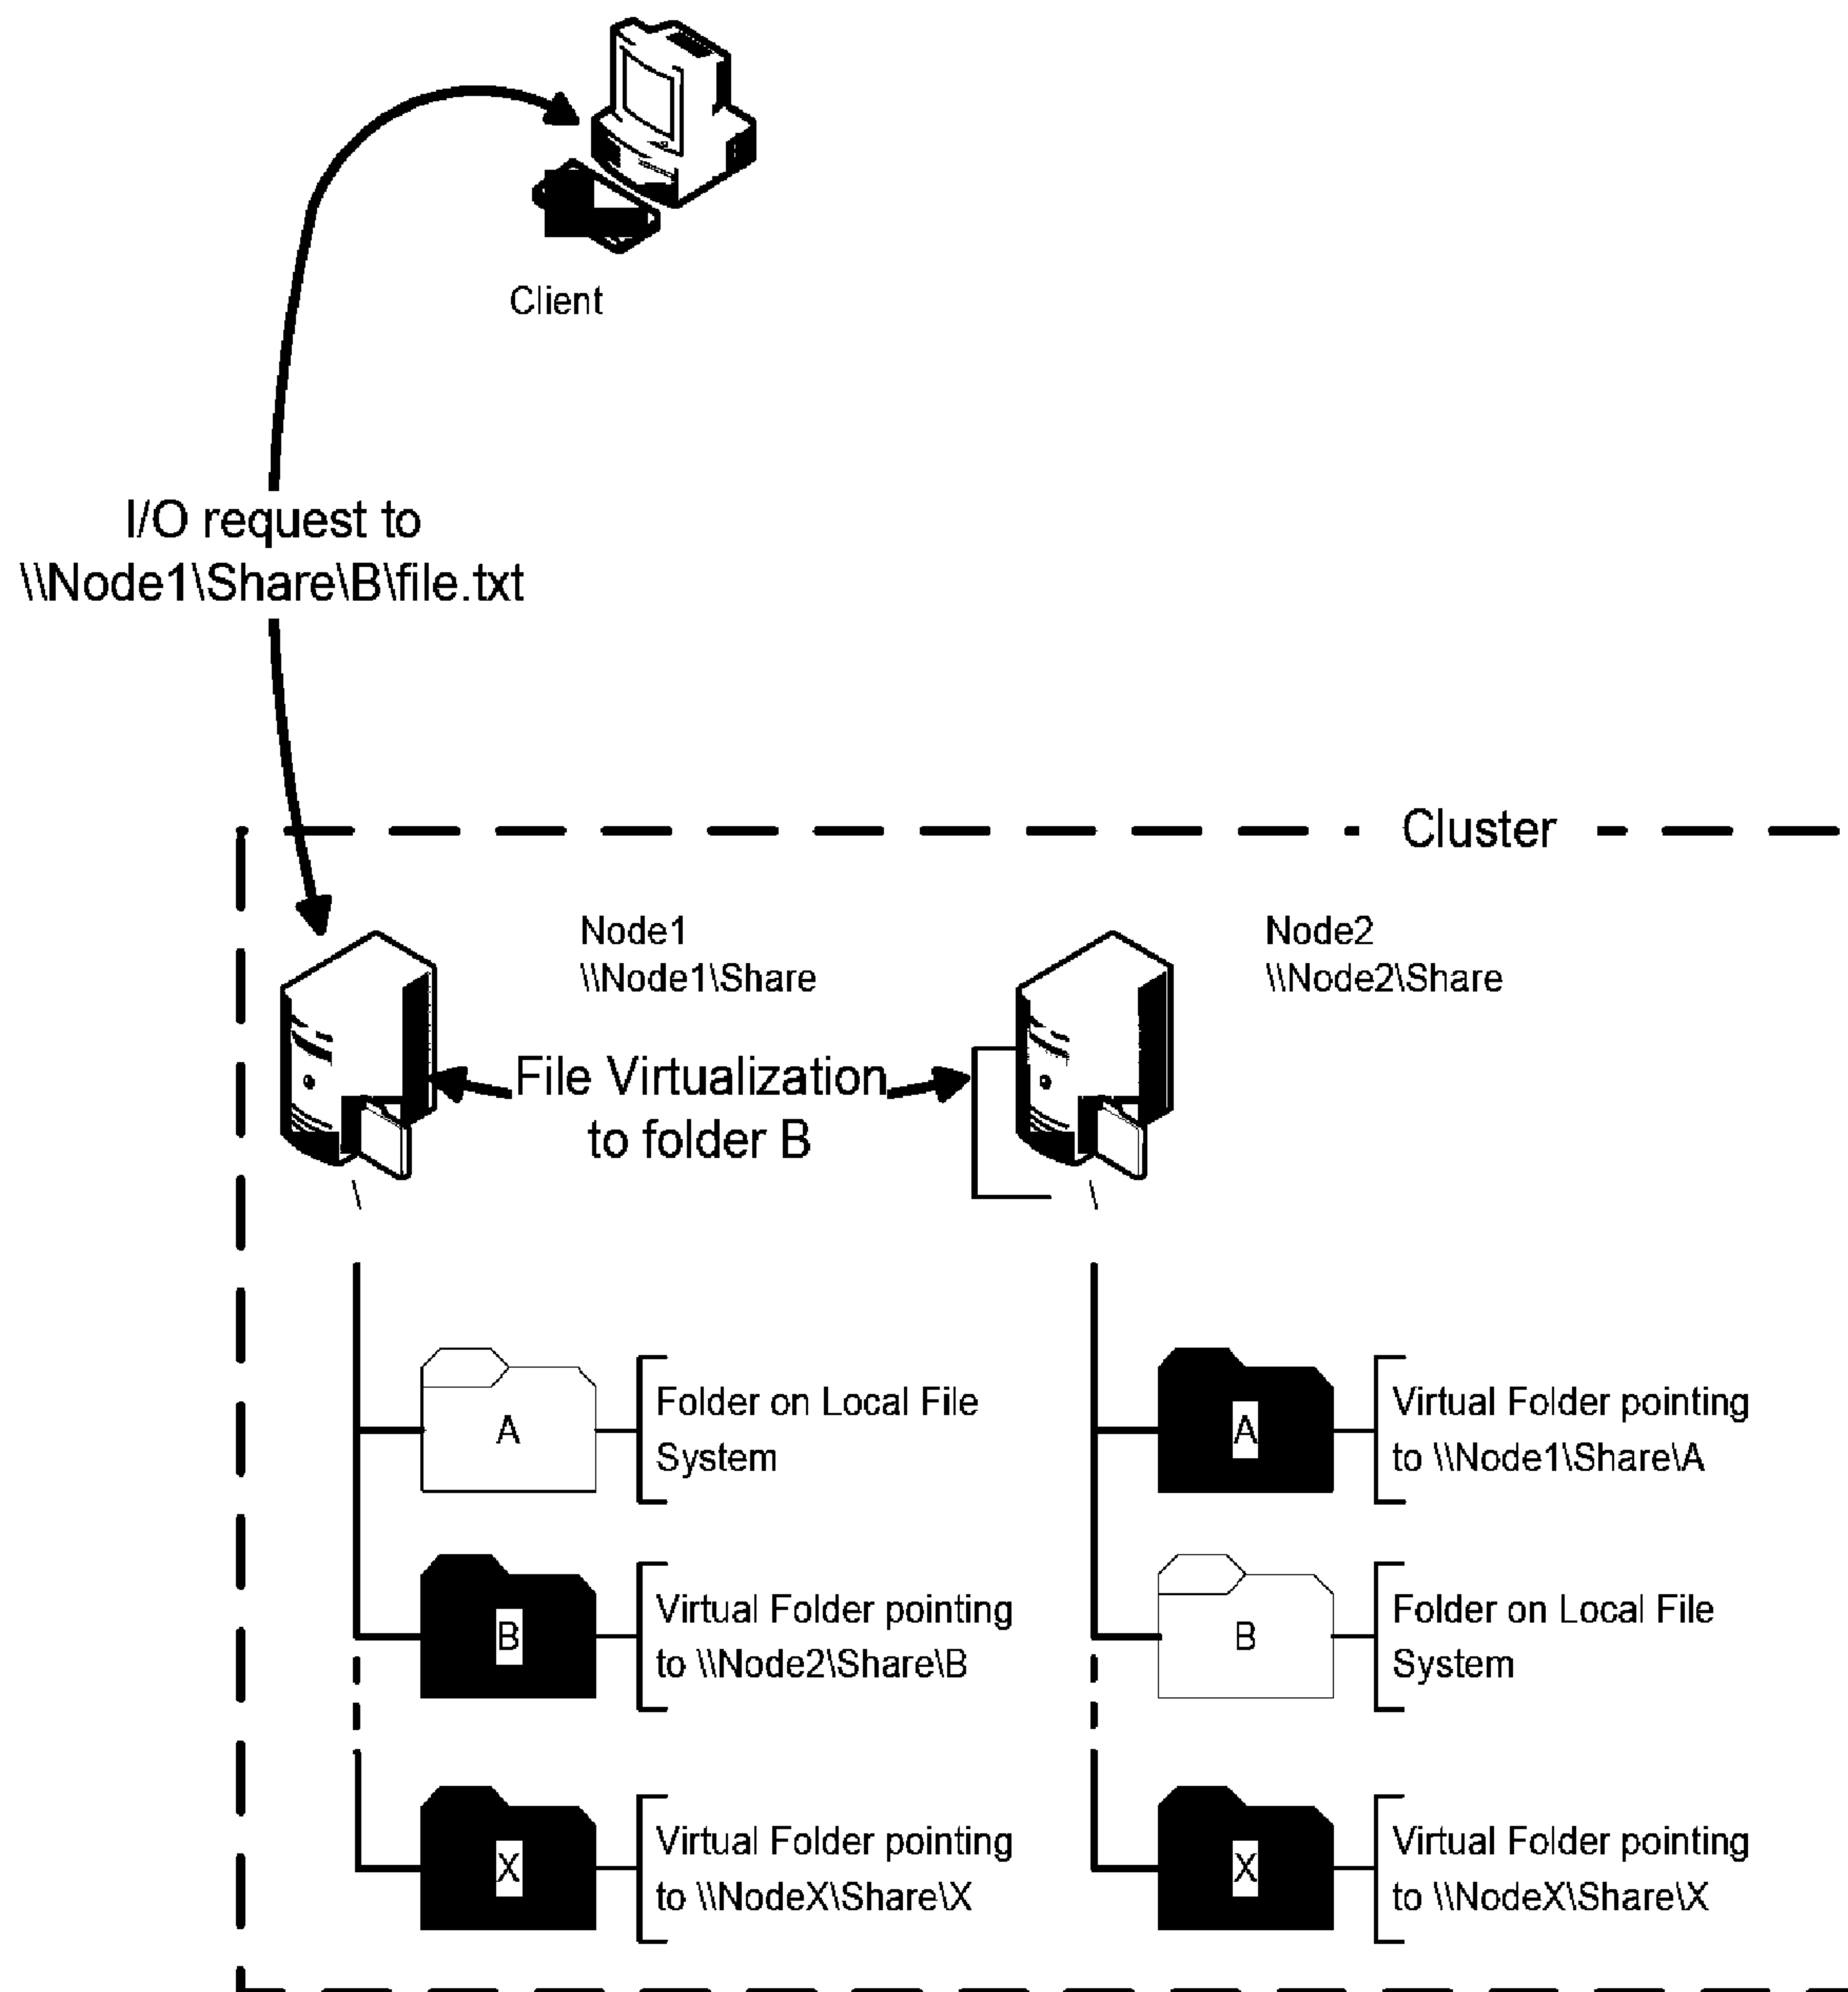 Client
I/O request to
\\Node1\Share\B\file.txt
Cluster
Node1
\\Node1\Share
Node2
\\Node2\Share
File Virtualization
to folder B
\
\
A
Folder on Local File
System
A
Virtual Folder pointing
to \\Node1\Share\A
B
Virtual Folder pointing
to \\Node2\Share\B
B
Folder on Local File
System
X
Virtual Folder pointing
to \\NodeX\Share\X
X
Virtual Folder pointing
to \\NodeX\Share\X